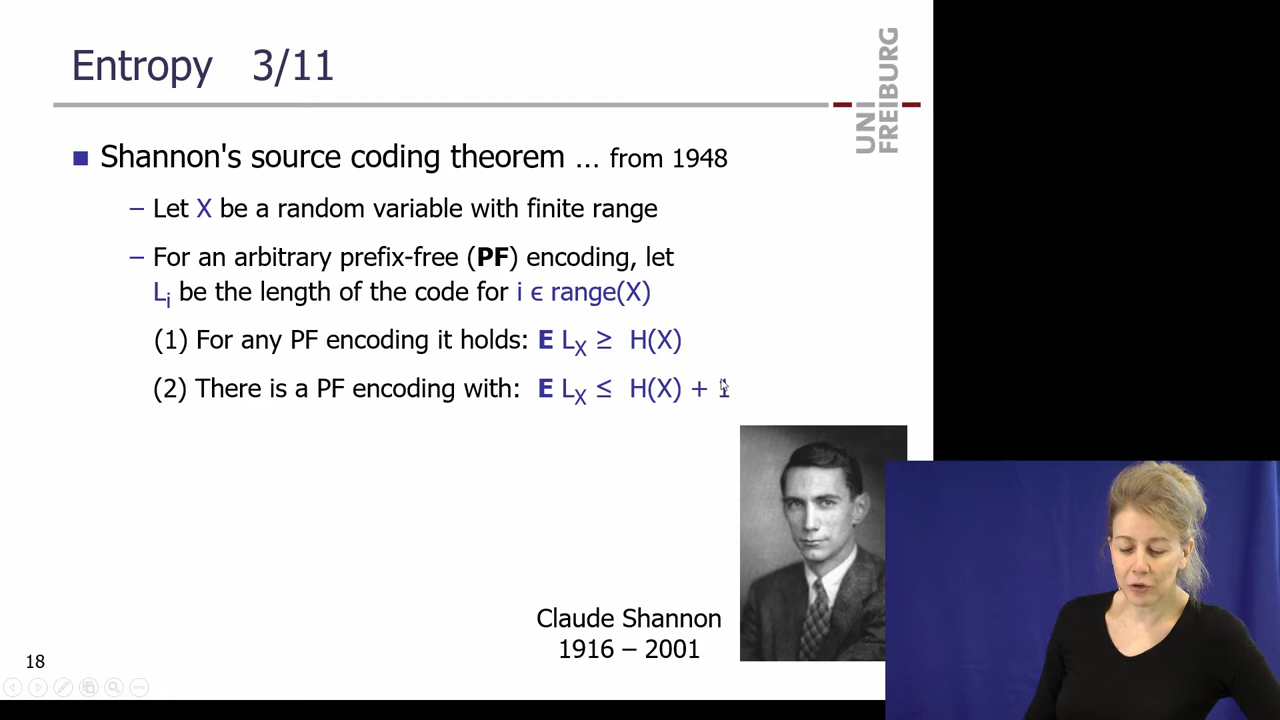 Entropy 3/11
UNI
FREIBURG
■ Shannon's source coding theorem … from 1948
– Let X be a random variable with finite range
– For an arbitrary prefix-free (PF) encoding, let
Lᵢ be the length of the code for i ϵ range(X)
(1) For any PF encoding it holds: E L_X ≥ H(X)
(2) There is a PF encoding with: E L_X ≤ H(X) + 1
Claude Shannon
1916 – 2001
18